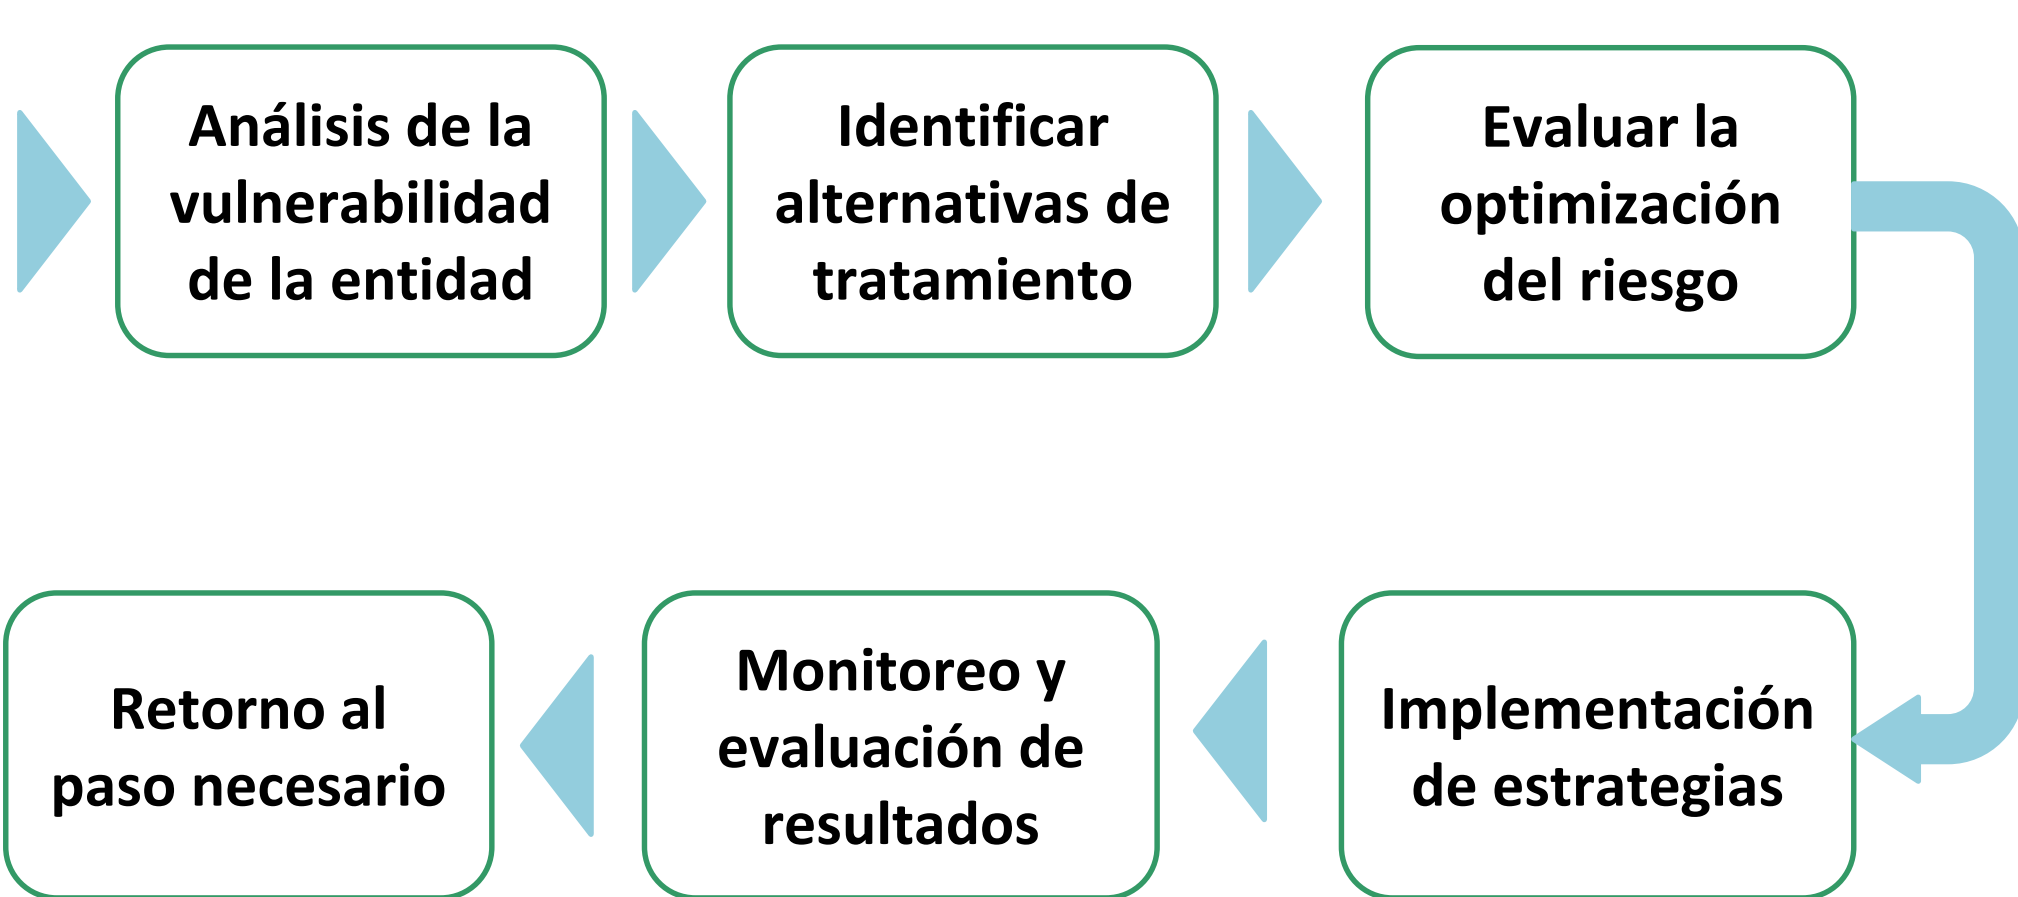 Análisis de la
vulnerabilidad
de la entidad
Identificar
alternativas de
tratamiento
Evaluar la
optimización
del riesgo
Implementación
de estrategias
Monitoreo y
evaluación de
resultados
Retorno al
paso necesario